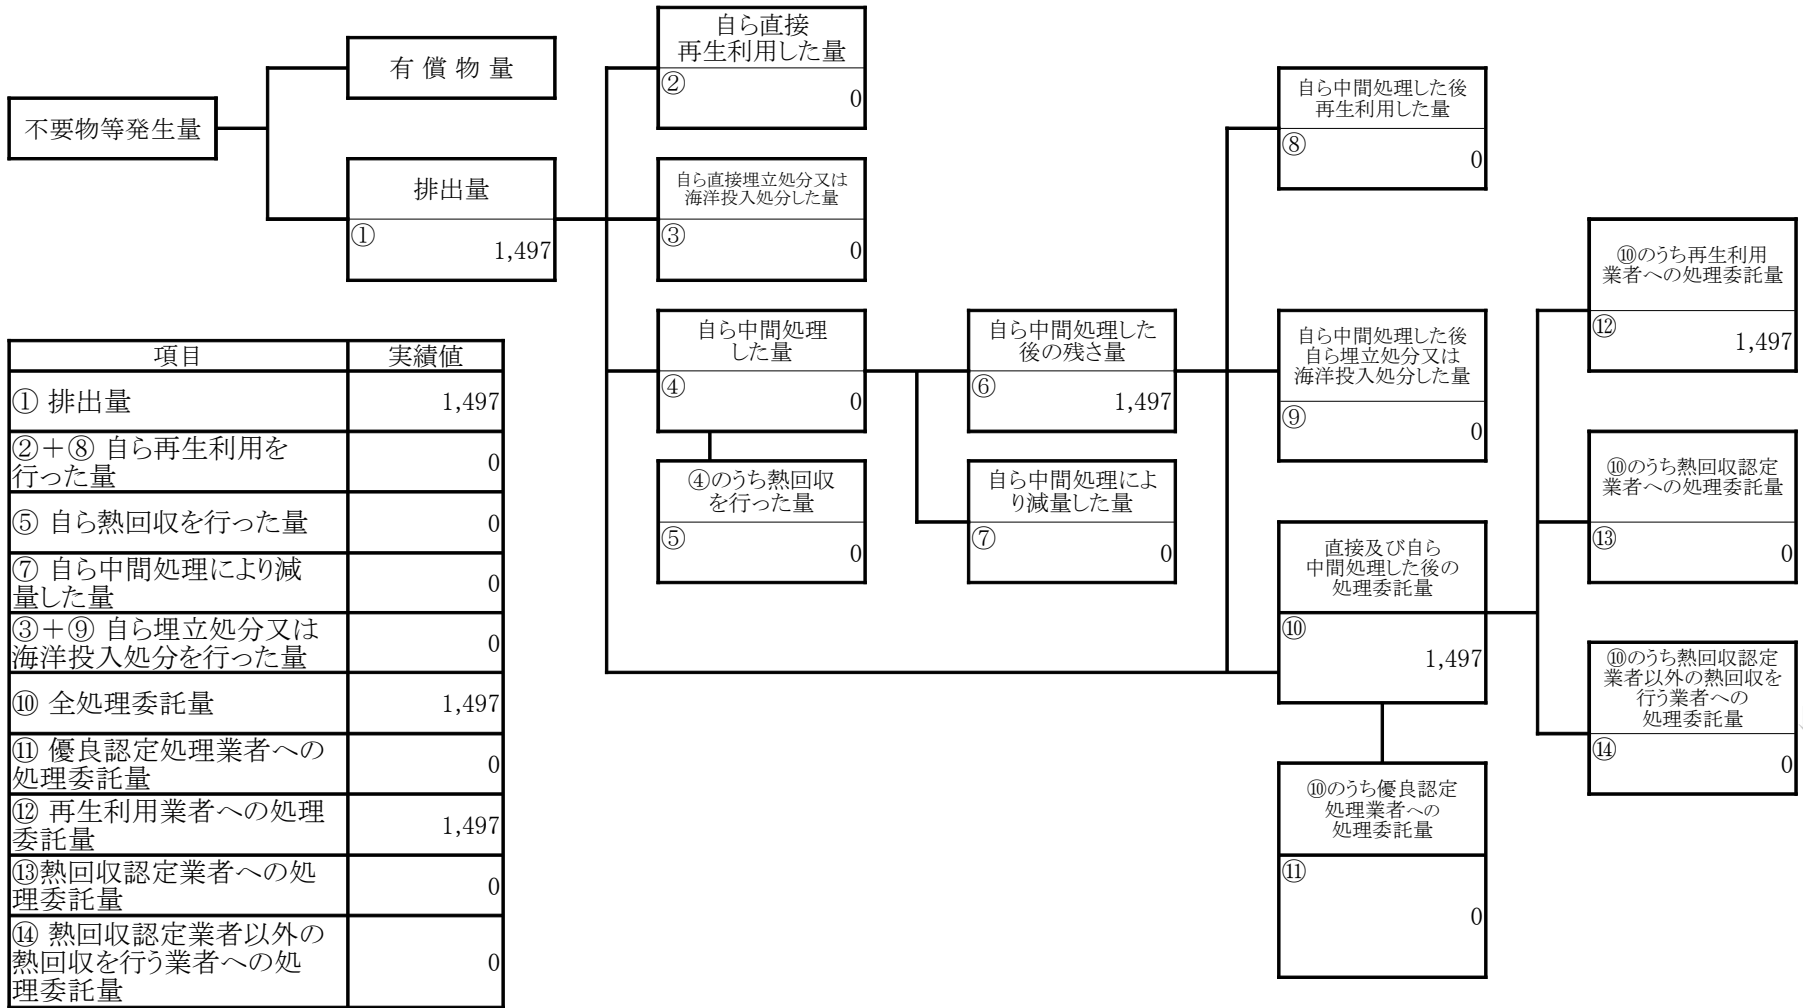 不要物等発生量
有償物量
排出量
①
1,497
自ら直接
再生利用した量
②
0
自ら直接埋立処分又は
海洋投入処分した量
③
0
自ら中間処理
した量
④
0
④のうち熱回収
を行った量
⑤
0
自ら中間処理した
後の残さ量
⑥
1,497
自ら中間処理によ
り減量した量
⑦
0
自ら中間処理した後
再生利用した量
⑧
0
自ら中間処理した後
自ら埋立処分又は
海洋投入処分した量
⑨
0
直接及び自ら
中間処理した後の
処理委託量
⑩
1,497
⑩のうち優良認定
処理業者への
処理委託量
⑪
0
⑩のうち再生利用
業者への処理委託量
⑫
1,497
⑩のうち熱回収認定
業者への処理委託量
⑬
0
⑩のうち熱回収認定
業者以外の熱回収を
行う業者への
処理委託量
⑭
0
項目 実績値
① 排出量 1,497
②＋⑧ 自ら再生利用を
行った量 0
⑤ 自ら熱回収を行った量 0
⑦ 自ら中間処理により減
量した量 0
③＋⑨ 自ら埋立処分又は
海洋投入処分を行った量 0
⑩ 全処理委託量 1,497
⑪ 優良認定処理業者への
処理委託量 0
⑫ 再生利用業者への処理
委託量 1,497
⑬熱回収認定業者への処
理委託量 0
⑭ 熱回収認定業者以外の
熱回収を行う業者への処
理委託量 0